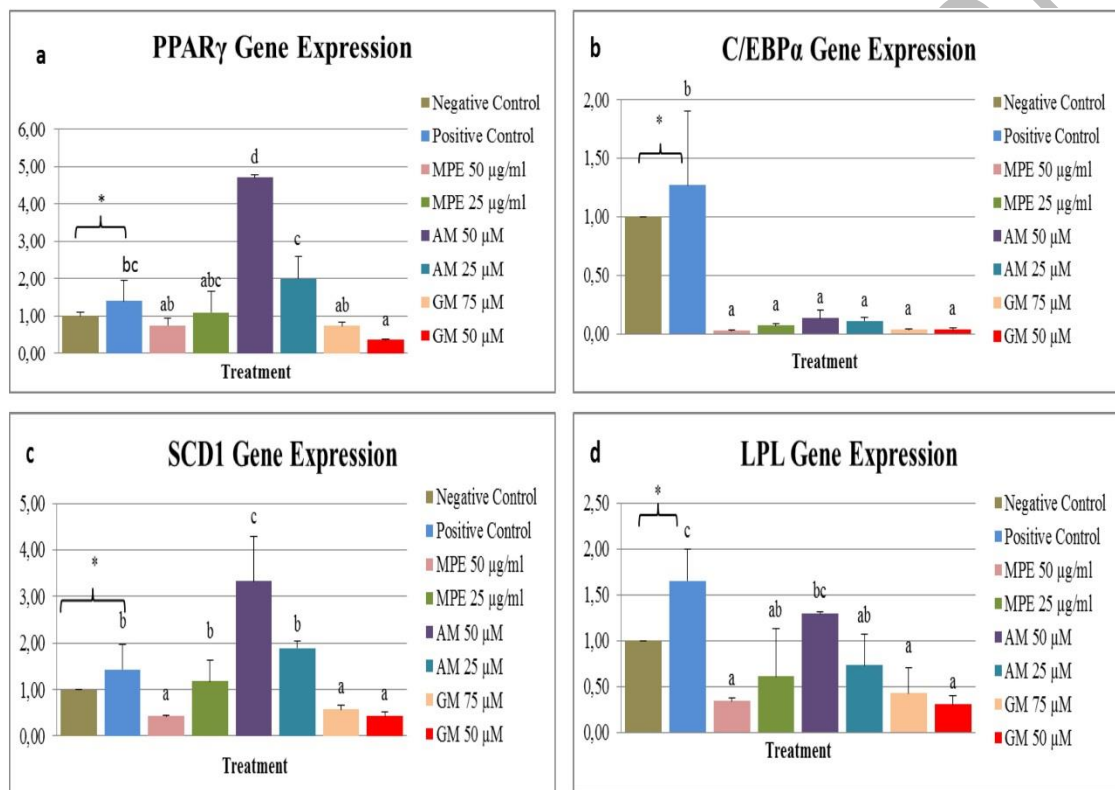 a
PPARγ Gene Expression
6,00
5,00
4,00
3,00
2,00
1,00
0,00
*
bc
ab
abc
d
c
ab
a
Treatment
Negative Control
Positive Control
MPE 50 µg/ml
MPE 25 µg/ml
AM 50 µM
AM 25 µM
GM 75 µM
GM 50 µM
b
C/EBPα Gene Expression
2,00
1,50
1,00
0,50
0,00
*
b
a
a
a
a
a
a
Treatment
Negative Control
Positive Control
MPE 50 µg/ml
MPE 25 µg/ml
AM 50 µM
AM 25 µM
GM 75 µM
GM 50 µM
c
SCD1 Gene Expression
5,00
4,00
3,00
2,00
1,00
0,00
*
b
a
b
c
b
a
a
Treatment
Negative Control
Positive Control
MPE 50 µg/ml
MPE 25 µg/ml
AM 50 µM
AM 25 µM
GM 75 µM
GM 50 µM
d
LPL Gene Expression
2,50
2,00
1,50
1,00
0,50
0,00
*
c
a
ab
bc
ab
a
a
Treatment
Negative Control
Positive Control
MPE 50 µg/ml
MPE 25 µg/ml
AM 50 µM
AM 25 µM
GM 75 µM
GM 50 µM